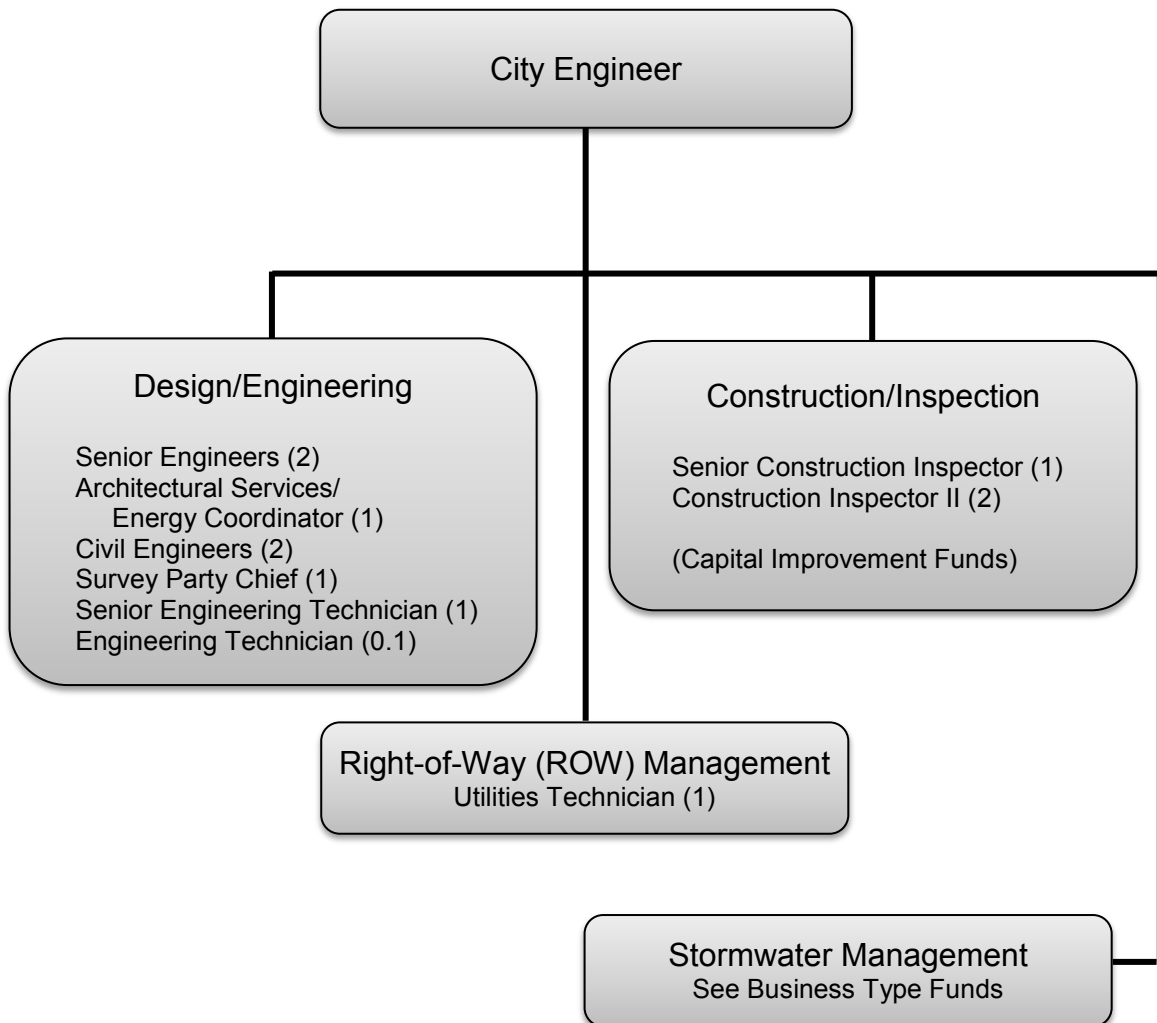 City Engineer
Design/Engineering
Senior Engineers (2)
Architectural Services/
Energy Coordinator (1)
Civil Engineers (2)
Survey Party Chief (1)
Senior Engineering Technician (1)
Engineering Technician (0.1)
Construction/Inspection
Senior Construction Inspector (1)
Construction Inspector II (2)
(Capital Improvement Funds)
Right-of-Way (ROW) Management
Utilities Technician (1)
Stormwater Management
See Business Type Funds